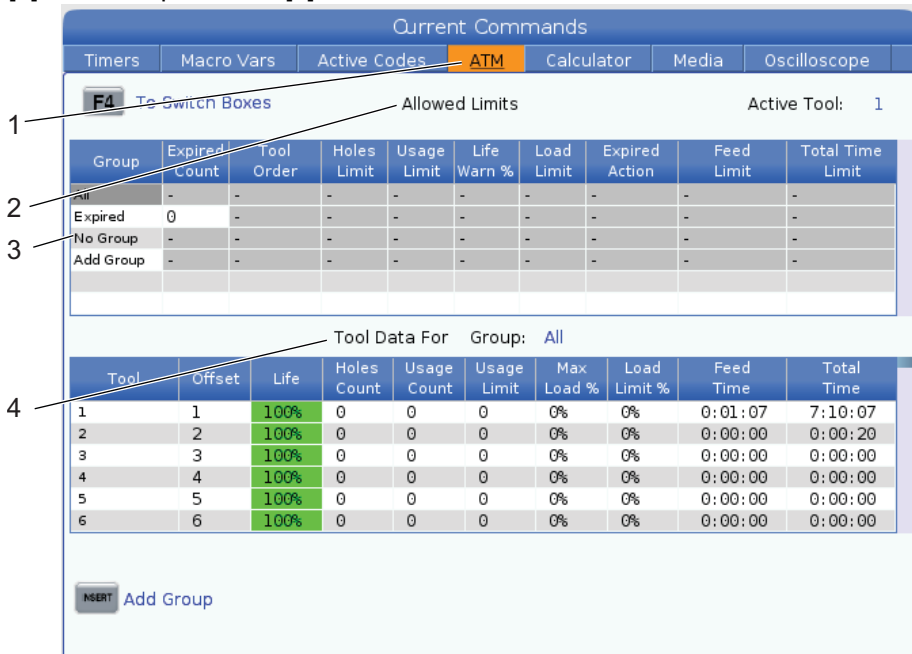 Current Commands
Timers Macro Vars Active Codes ATM Calculator Media Oscilloscope
F4 To Switch Boxes Allowed Limits Active Tool: 1
1
Group Expired Count Tool Order Holes Limit Usage Limit Life Warn % Load Limit Expired Action Feed Limit Total Time Limit
2
All - - - - - - - - -
Expired 0 - - - - - - - -
3
No Group - - - - - - - - -
Add Group - - - - - - - - -
Tool Data For Group: All
Tool Offset Life Holes Count Usage Count Usage Limit Max Load % Load Limit % Feed Time Total Time
4
1 1 100% 0 0 0 0% 0% 0:01:07 7:10:07
2 2 100% 0 0 0 0% 0% 0:00:00 0:00:20
3 3 100% 0 0 0 0% 0% 0:00:00 0:00:00
4 4 100% 0 0 0 0% 0% 0:00:00 0:00:00
5 5 100% 0 0 0 0% 0% 0:00:00 0:00:00
6 6 100% 0 0 0 0% 0% 0:00:00 0:00:00
INSERT Add Group